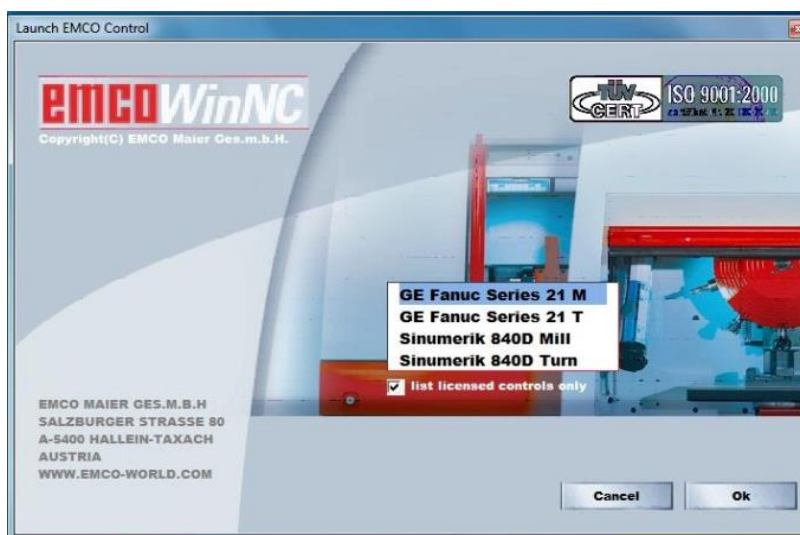 Launch EMCO Control
emco WinNC
Copyright(C) EMCO Maier Ges.m.b.H.
TÜV
CERT
ISO 9001:2000
GE Fanuc Series 21 M
GE Fanuc Series 21 T
Sinumerik 840D Mill
Sinumerik 840D Turn
list licensed controls only
EMCO MAIER GES.M.B.H
SALZBURGER STRASSE 80
A-5400 HALLEIN-TAXACH
AUSTRIA
WWW.EMCO-WORLD.COM
Cancel Ok